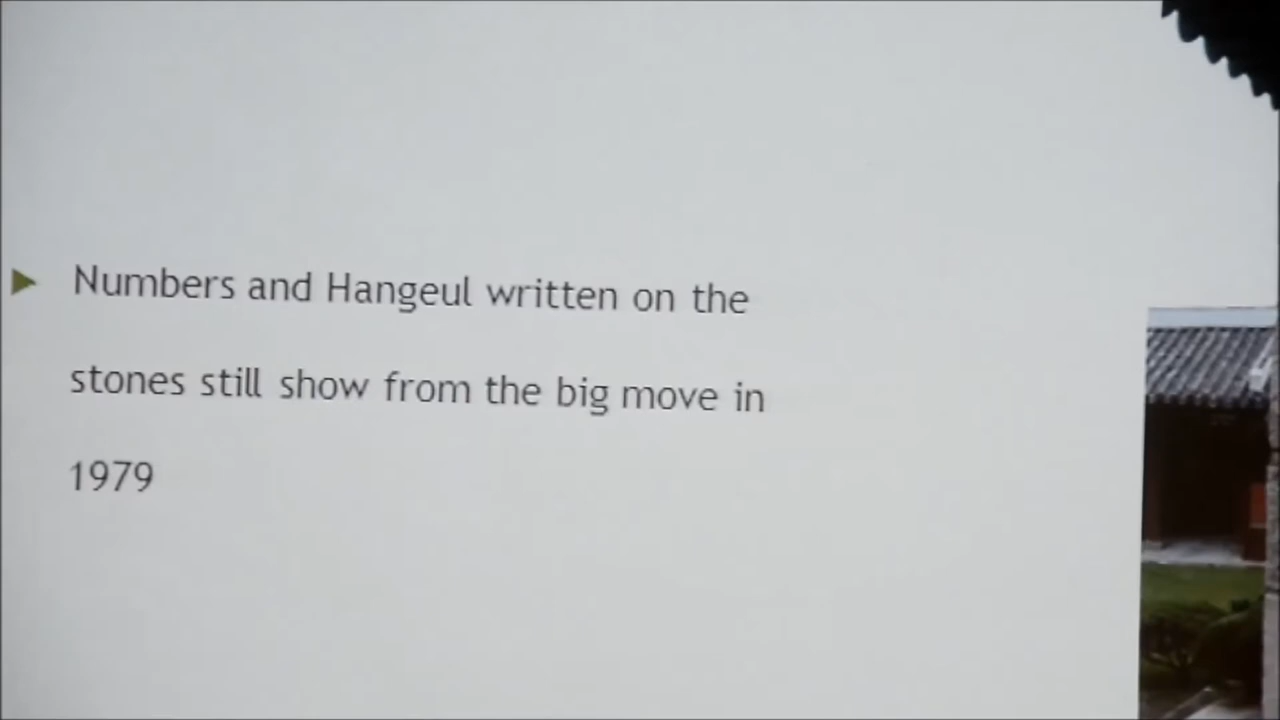 Numbers and Hangeul written on the
stones still show from the big move in
1979